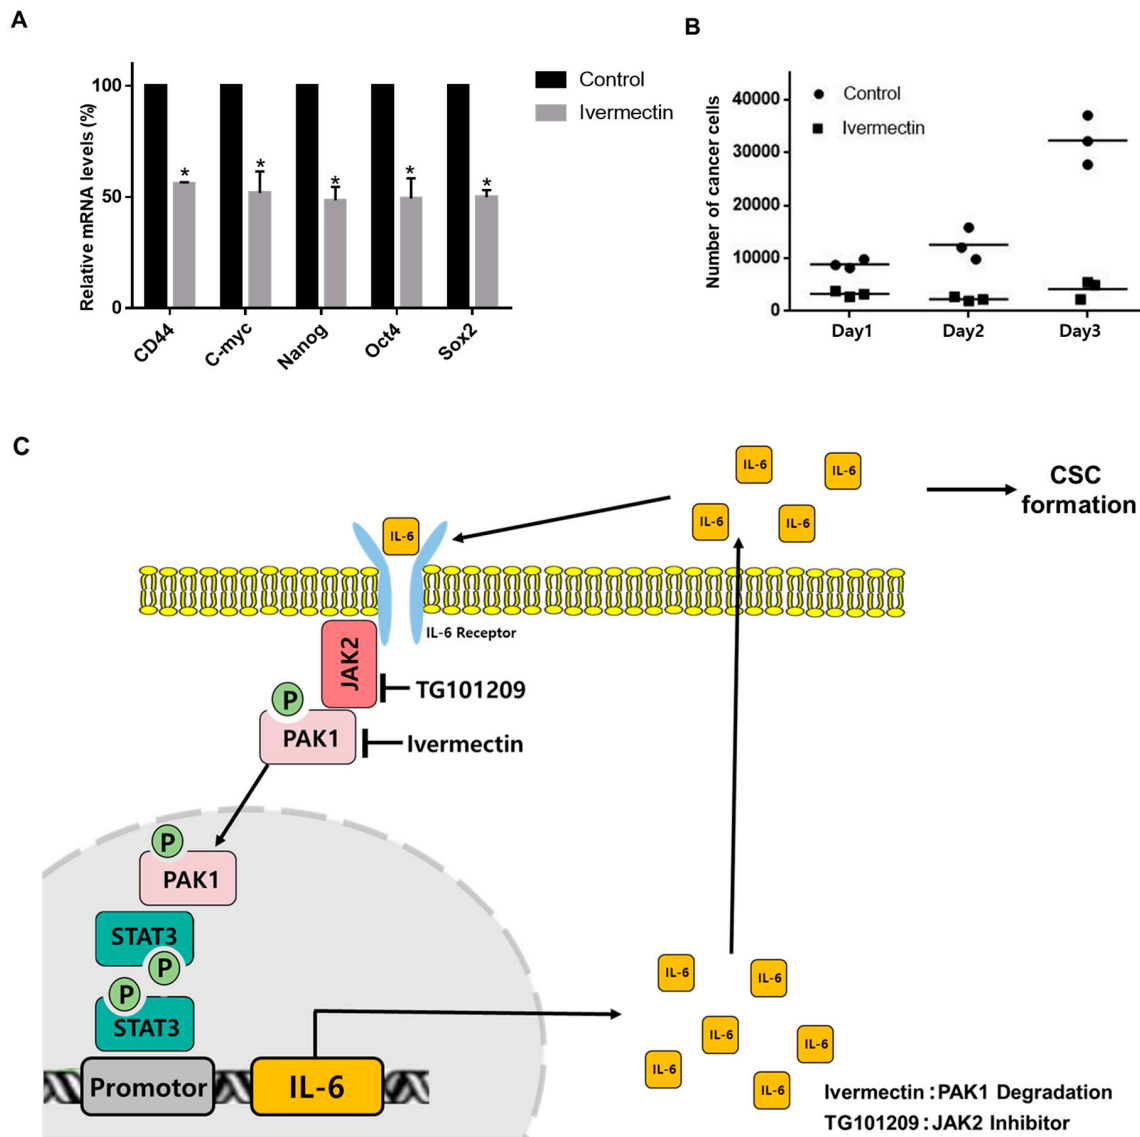 A
Relative mRNA levels (%)
100
50
0
CD44
C-myc
Nanog
Oct4
Sox2
*
*
*
*
*
Control
Ivermectin
B
Number of cancer cells
40000
30000
20000
10000
0
Control
Ivermectin
Day1
Day2
Day3
C
IL-6
IL-6
IL-6
IL-6
CSC
formation
IL-6
IL-6 Receptor
JAK2
TG101209
P
PAK1
Ivermectin
P
PAK1
STAT3
P
P
STAT3
Promotor
IL-6
IL-6
IL-6
IL-6
IL-6
IL-6
IL-6
Ivermectin : PAK1 Degradation
TG101209 : JAK2 Inhibitor